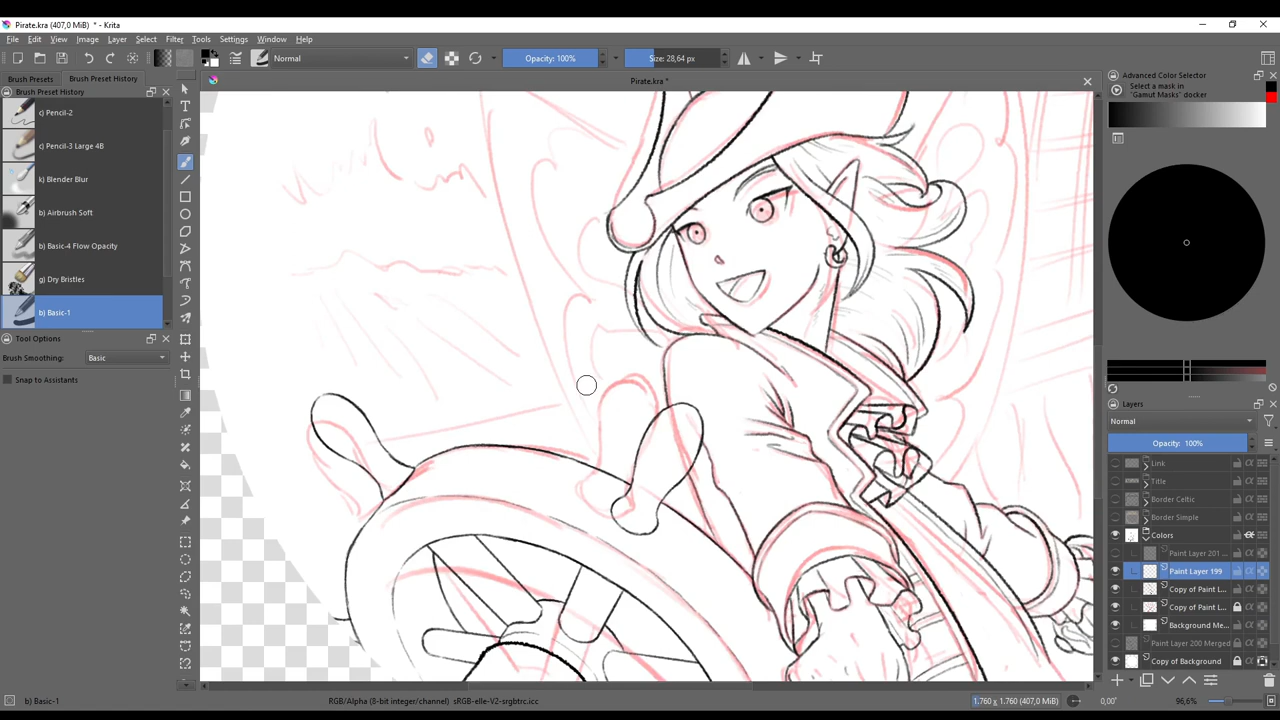 Pirate.kra (407,0 MiB) * - Krita
File Edit View Image Layer Select Filter Tools Settings Window Help
Normal
Opacity: 100%
Size: 28,64 px
Brush Presets
Brush Preset History
Pirate.kra *
Brush Preset History
c) Pencil-2
c) Pencil-3 Large 4B
k) Blender Blur
b) Airbrush Soft
b) Basic-4 Flow Opacity
g) Dry Bristles
b) Basic-1
Tool Options
Brush Smoothing: Basic
Snap to Assistants
Advanced Color Selector
Select a mask in
"Gamut Masks" docker
Layers
Normal
Opacity: 100%
Link
Title
Border Celtic
Border Simple
Colors
Paint Layer 201 ...
Paint Layer 199
Copy of Paint L...
Copy of Paint L...
Background Me...
Paint Layer 200 Merged
Copy of Background
b) Basic-1
RGB/Alpha (8-bit integer/channel) sRGB-elle-V2-srgbtrc.icc
1.760 x 1.760 (407,0 MiB)
0,00°
96,6%